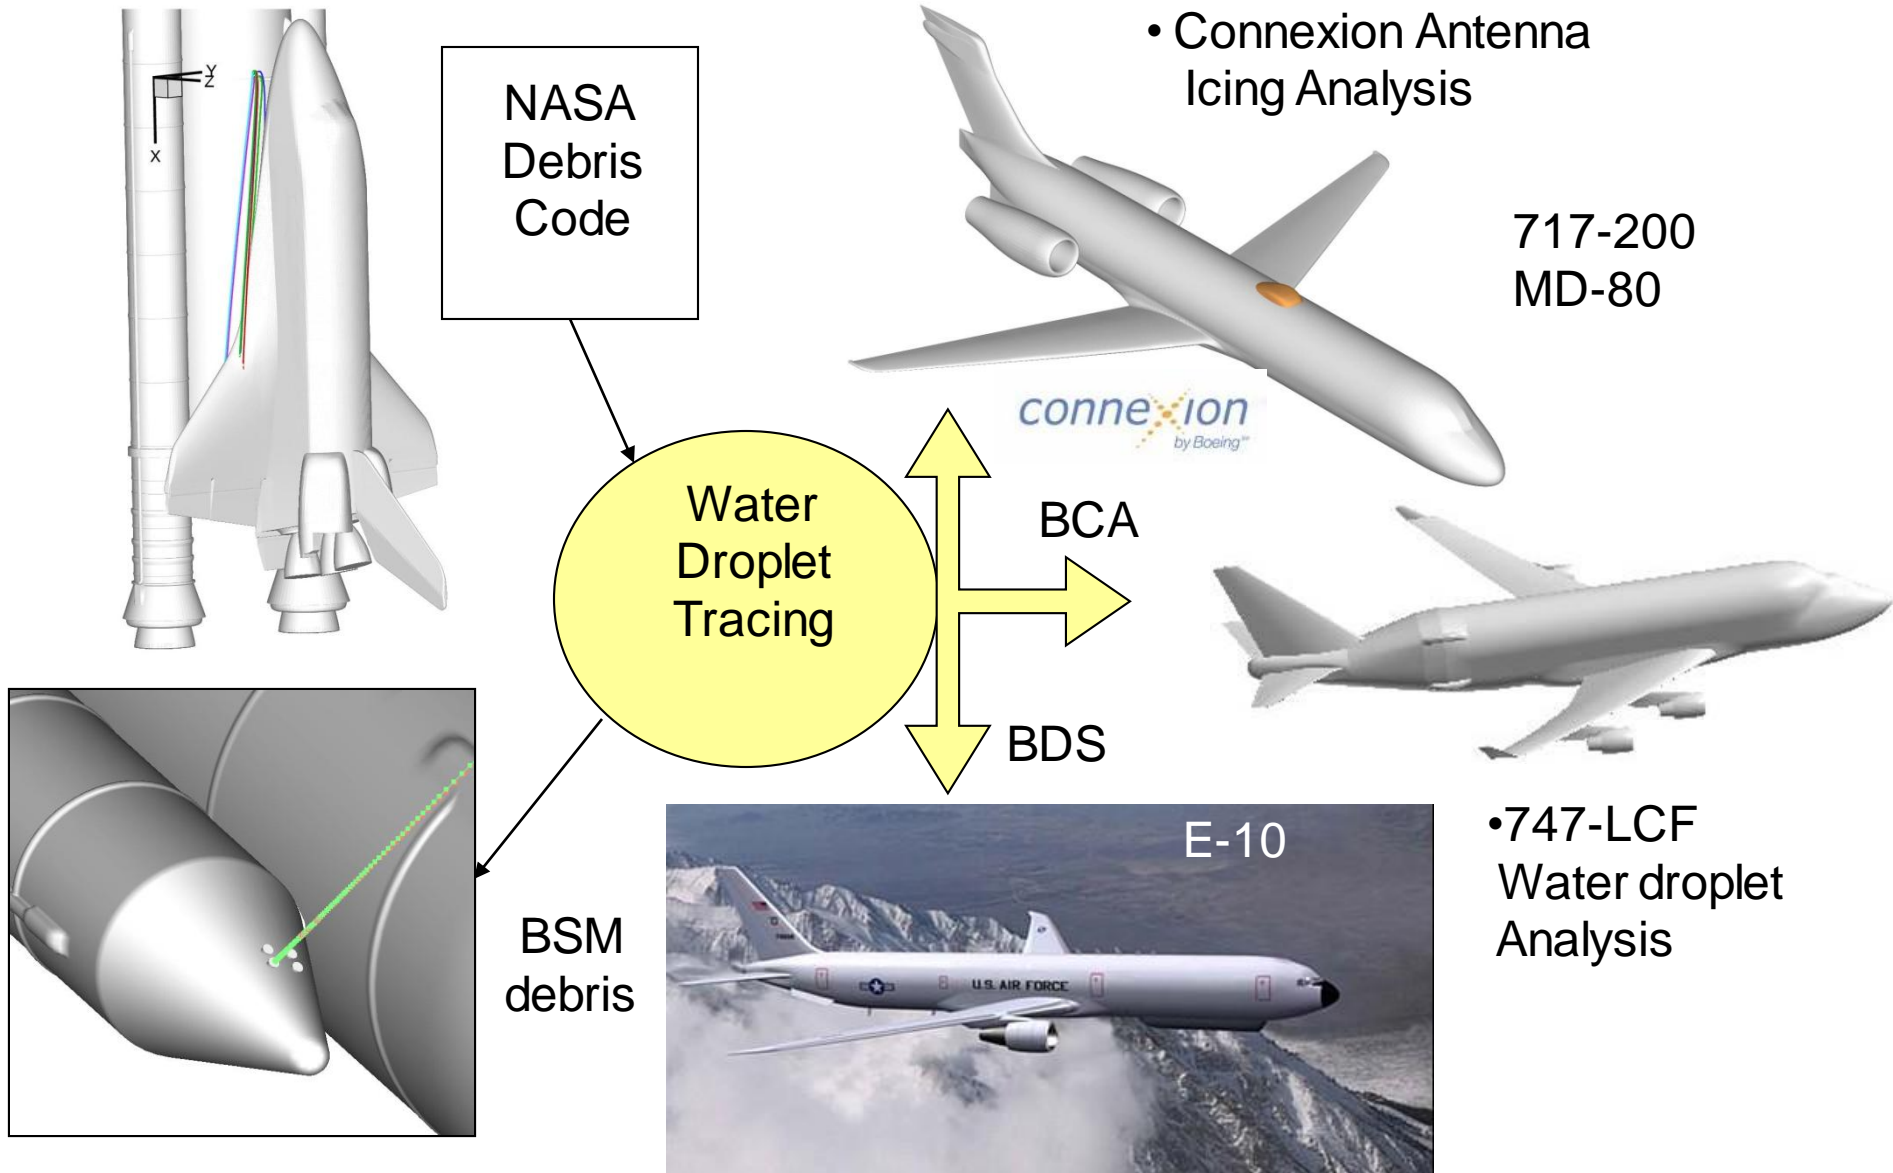 Y
Z
X
NASA
Debris
Code
• Connexion Antenna
Icing Analysis
717-200
MD-80
connexion
by Boeing℠
Water
Droplet
Tracing
BCA
BDS
•747-LCF
Water droplet
Analysis
BSM
debris
E-10
U.S. AIR FORCE